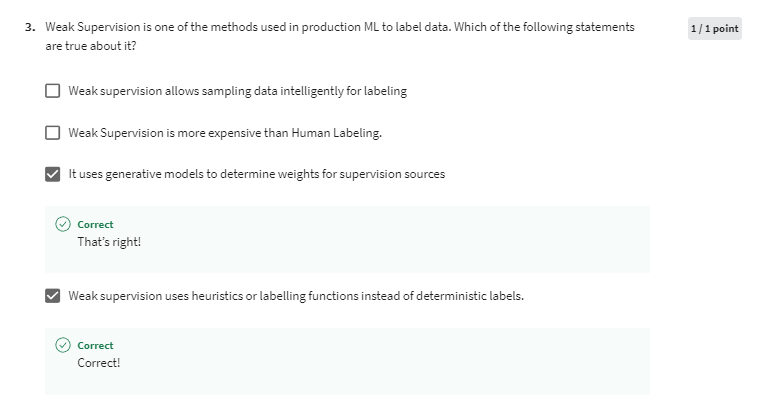 3. Weak Supervision is one of the methods used in production ML to label data. Which of the following statements
are true about it?
1 / 1 point
Weak supervision allows sampling data intelligently for labeling
Weak Supervision is more expensive than Human Labeling.
It uses generative models to determine weights for supervision sources
Correct
That's right!
Weak supervision uses heuristics or labelling functions instead of deterministic labels.
Correct
Correct!